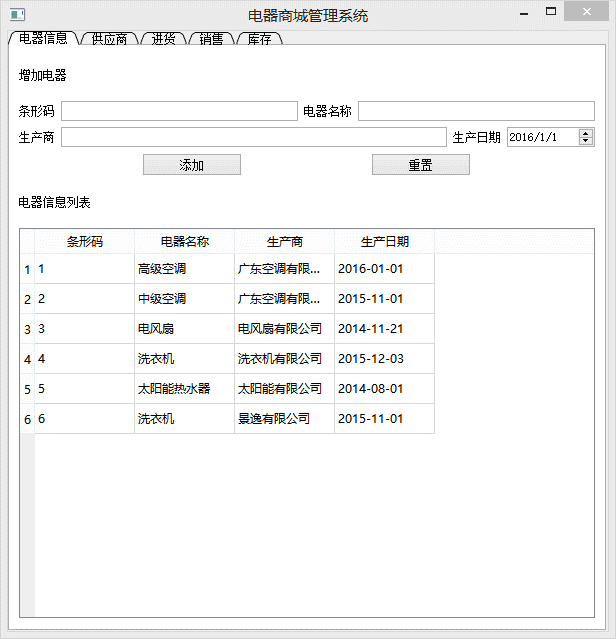 电器商城管理系统
电器信息 供应商 进货 销售 库存
增加电器
条形码 电器名称
生产商 生产日期 2016/1/1
添加 重置
电器信息列表
条形码 电器名称 生产商 生产日期
1 1 高级空调 广东空调有限... 2016-01-01
2 2 中级空调 广东空调有限... 2015-11-01
3 3 电风扇 电风扇有限公司 2014-11-21
4 4 洗衣机 洗衣机有限公司 2015-12-03
5 5 太阳能热水器 太阳能有限公司 2014-08-01
6 6 洗衣机 景逸有限公司 2015-11-01